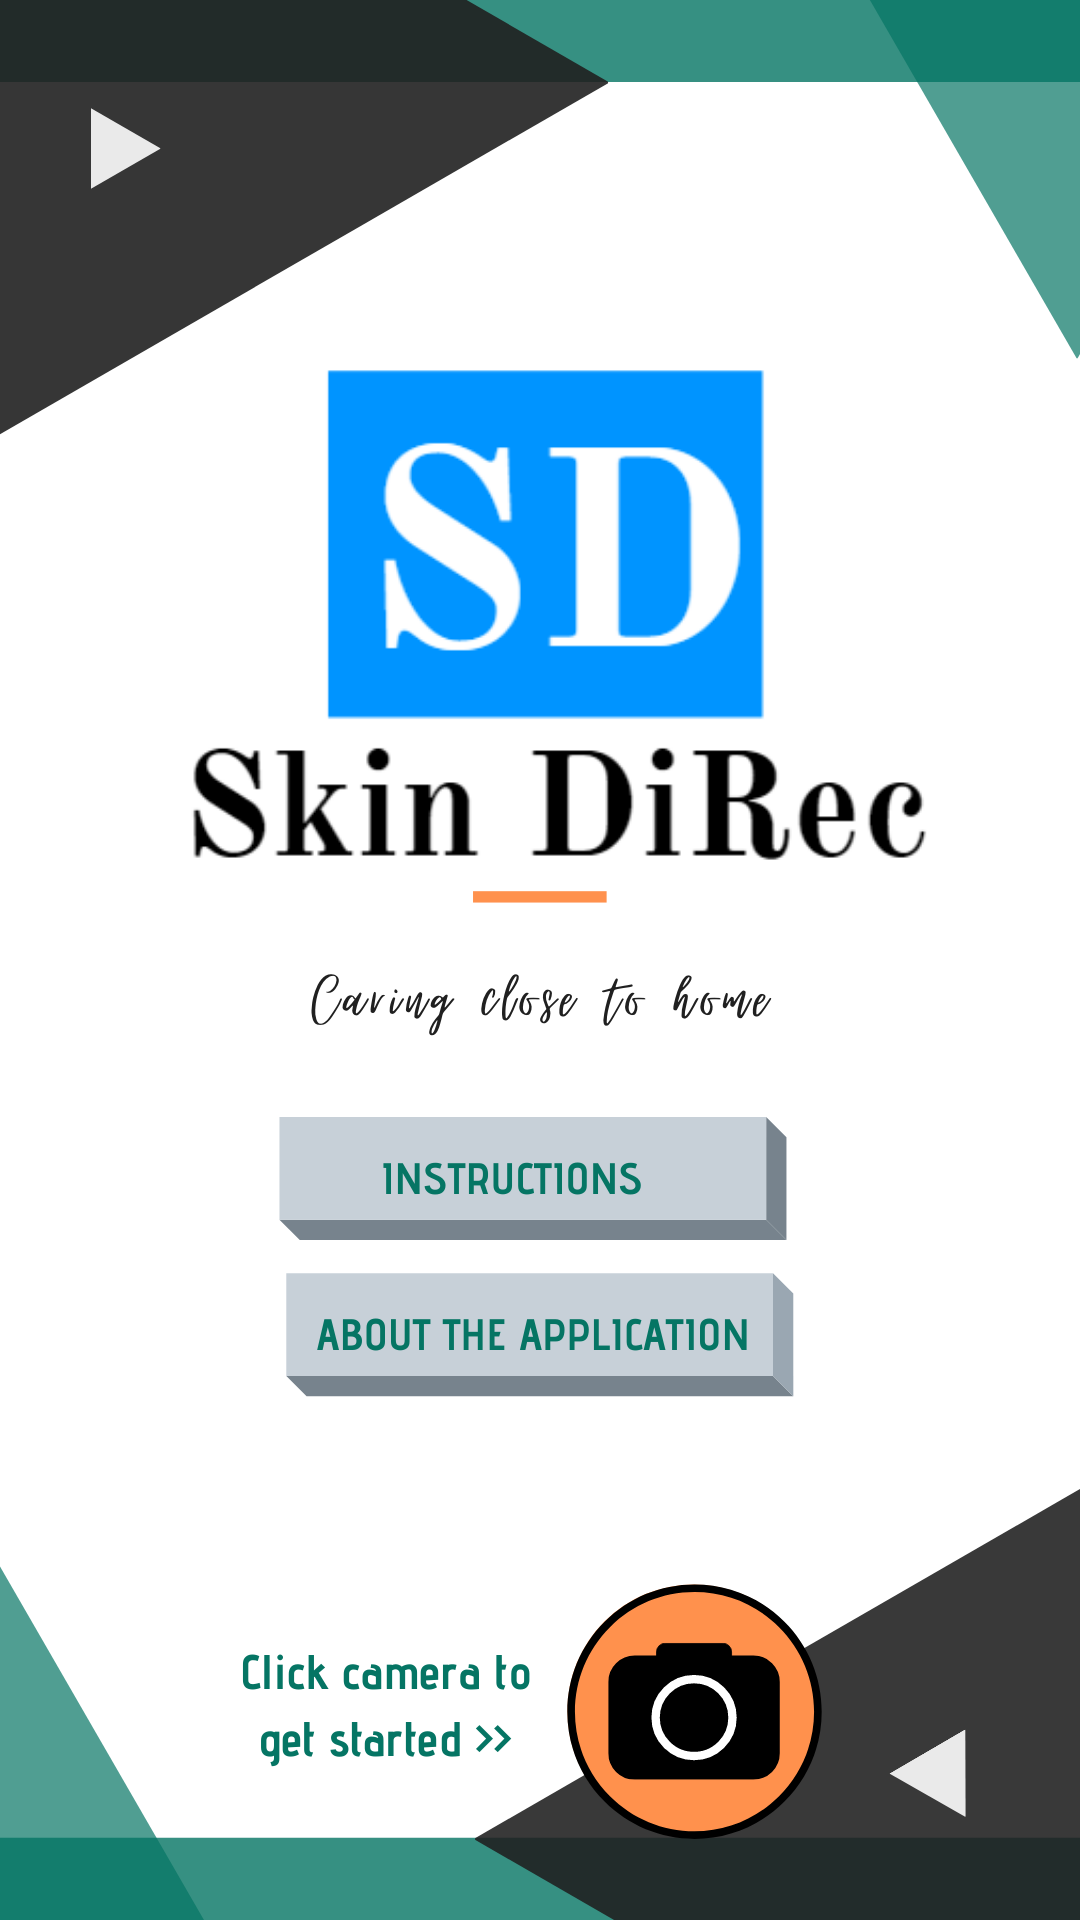 SD
Skin DiRec
Caring close to home
INSTRUCTIONS
ABOUT THE APPLICATION
Click camera to
get started >>